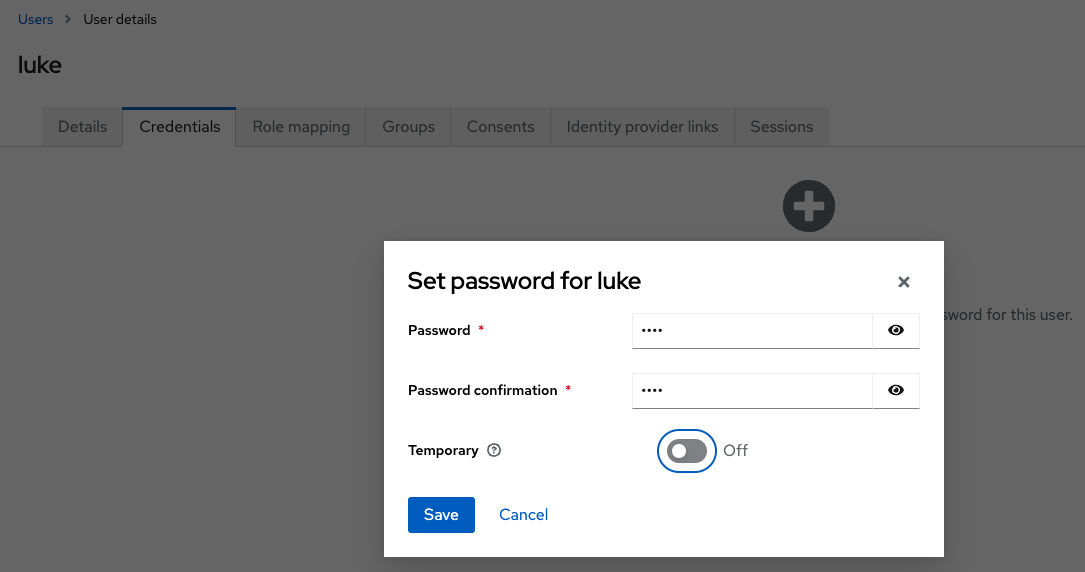 Users > User details
luke
Details Credentials Role mapping Groups Consents Identity provider links Sessions
Set password for luke
sword for this user.
Password *
••••
Password confirmation *
••••
Temporary
Off
Save Cancel